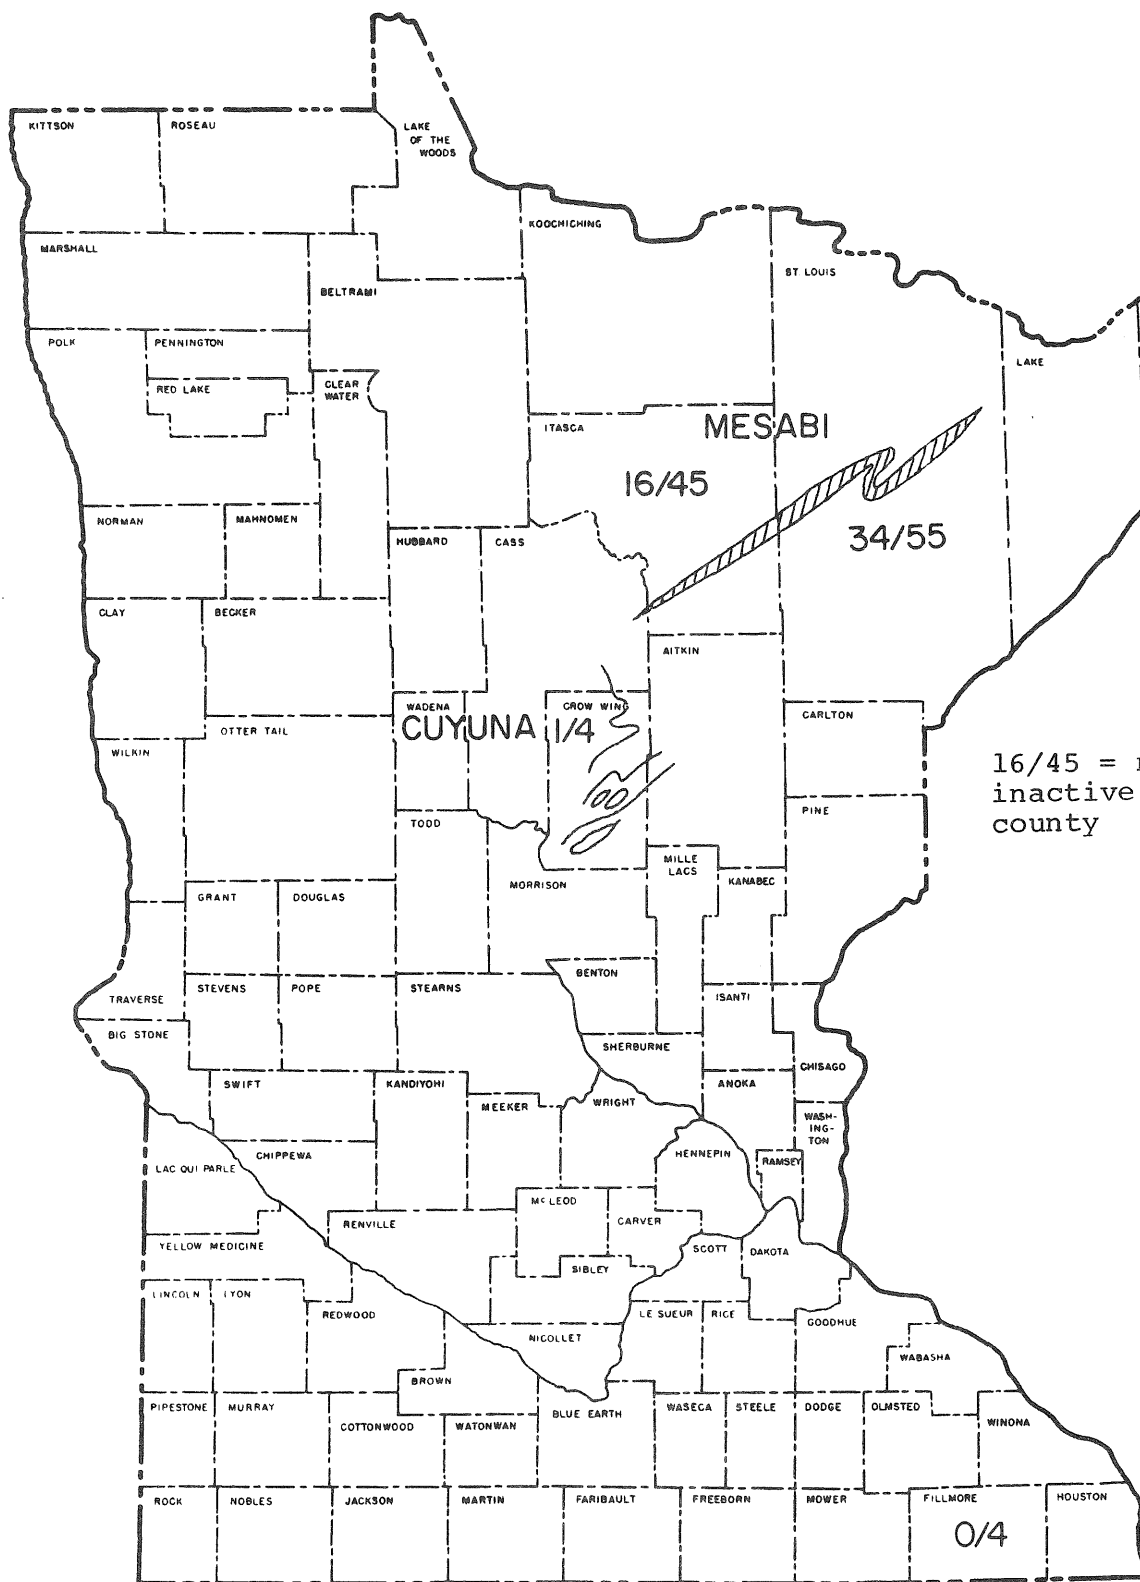 KITTSON
ROSEAU
LAKE
OF THE
WOODS
KOOCHICHING
MARSHALL
ST LOUIS
BELTRAMI
POLK
PENNINGTON
LAKE
RED LAKE
CLEAR
WATER
ITASCA
MESABI
16/45
NORMAN
MAHNOMEN
HUBBARD
CASS
34/55
CLAY
BECKER
AITKIN
WADENA
CROW WING
CARLTON
CUYUNA 1/4
OTTER TAIL
WILKIN
16/45 =
inactive
county
TODD
PINE
MILLE
LACS
KANABEC
MORRISON
GRANT
DOUGLAS
BENTON
STEVENS
POPE
STEARNS
ISANTI
TRAVERSE
BIG STONE
SHERBURNE
CHISAGO
SWIFT
KANDIYOHI
ANOKA
MEEKER
WRIGHT
WASH-
ING-
TON
CHIPPEWA
HENNEPIN
RAMSEY
LAC QUI PARLE
McLEOD
RENVILLE
CARVER
YELLOW MEDICINE
SCOTT
DAKOTA
SIBLEY
LINCOLN
LYON
REDWOOD
LE SUEUR
RICE
GOODHUE
NICOLLET
WABASHA
BROWN
PIPESTONE
MURRAY
COTTONWOOD
WATONWAN
BLUE EARTH
WASECA
STEELE
DODGE
OLMSTED
WINONA
ROCK
NOBLES
JACKSON
MARTIN
FARIBAULT
FREEBORN
MOWER
FILLMORE
HOUSTON
0/4